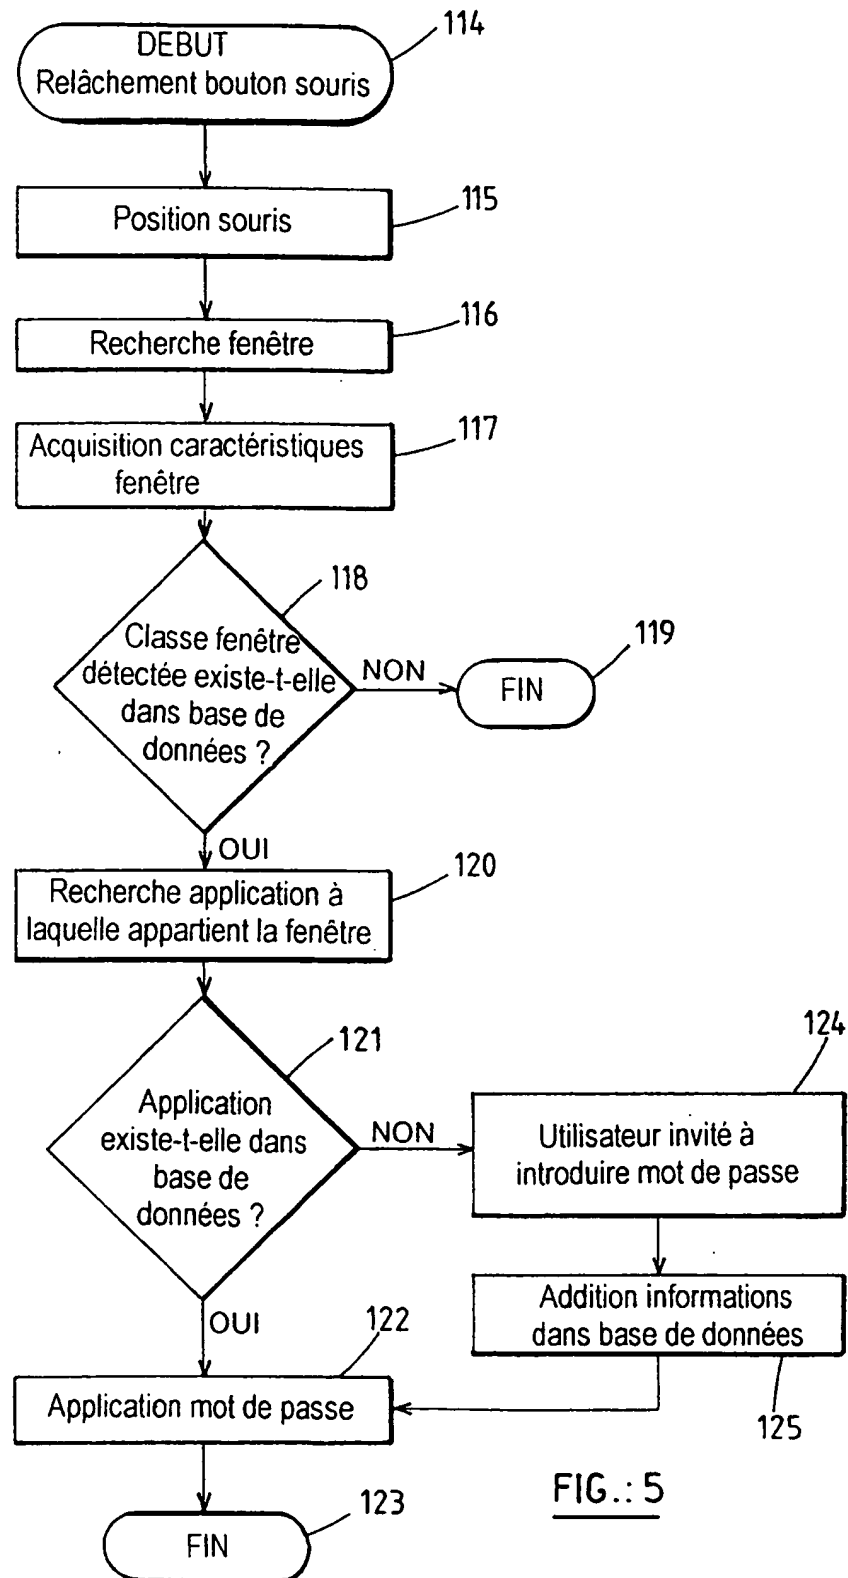 DEBUT
Relâchement bouton souris
114
Position souris
115
Recherche fenêtre
116
Acquisition caractéristiques
fenêtre
117
118
Classe fenêtre
détectée existe-t-elle
dans base de
données ?
NON
119
FIN
OUI
120
Recherche application à
laquelle appartient la fenêtre
121
Application
existe-t-elle dans
base de
données ?
NON
124
Utilisateur invité à
introduire mot de passe
Addition informations
dans base de données
125
OUI
122
Application mot de passe
123
FIN
FIG.: 5